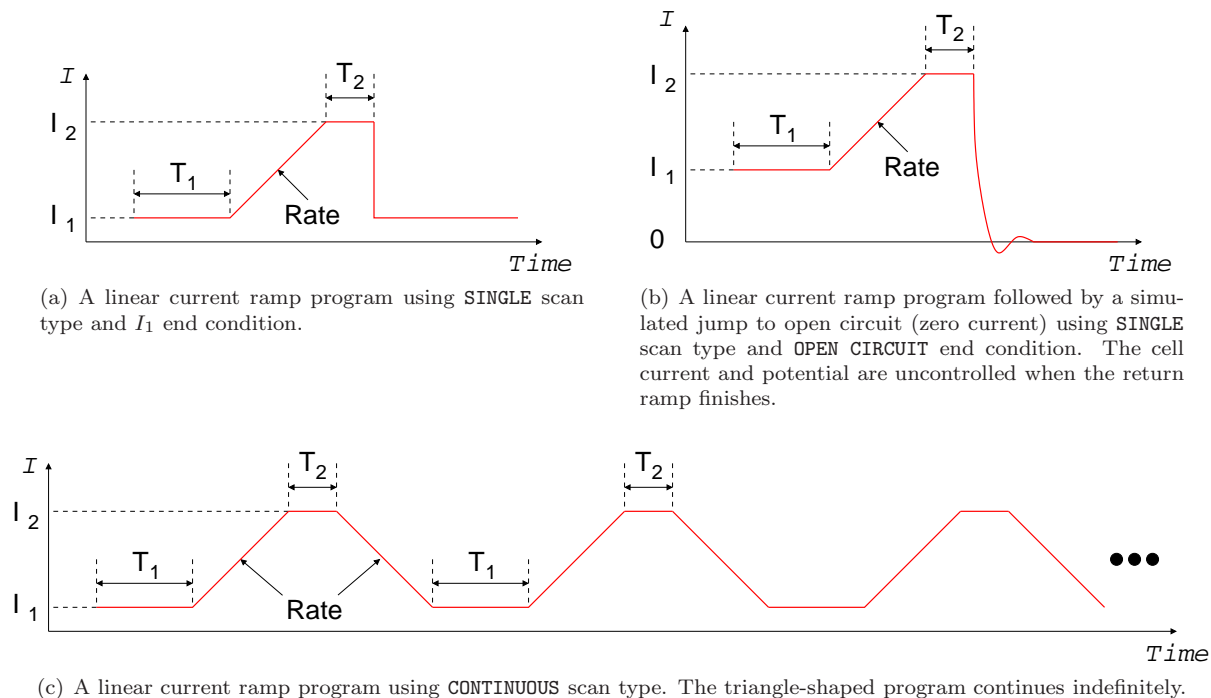 I
T2
I2
T1
Rate
I1
Time
(a) A linear current ramp program using SINGLE scan
type and I1 end condition.
I
T2
I2
T1
Rate
I1
0
Time
(b) A linear current ramp program followed by a simu-
lated jump to open circuit (zero current) using SINGLE
scan type and OPEN CIRCUIT end condition. The cell
current and potential are uncontrolled when the return
ramp finishes.
I
T2
T2
I2
T1
T1
Rate
I1
Time
(c) A linear current ramp program using CONTINUOUS scan type. The triangle-shaped program continues indefinitely.